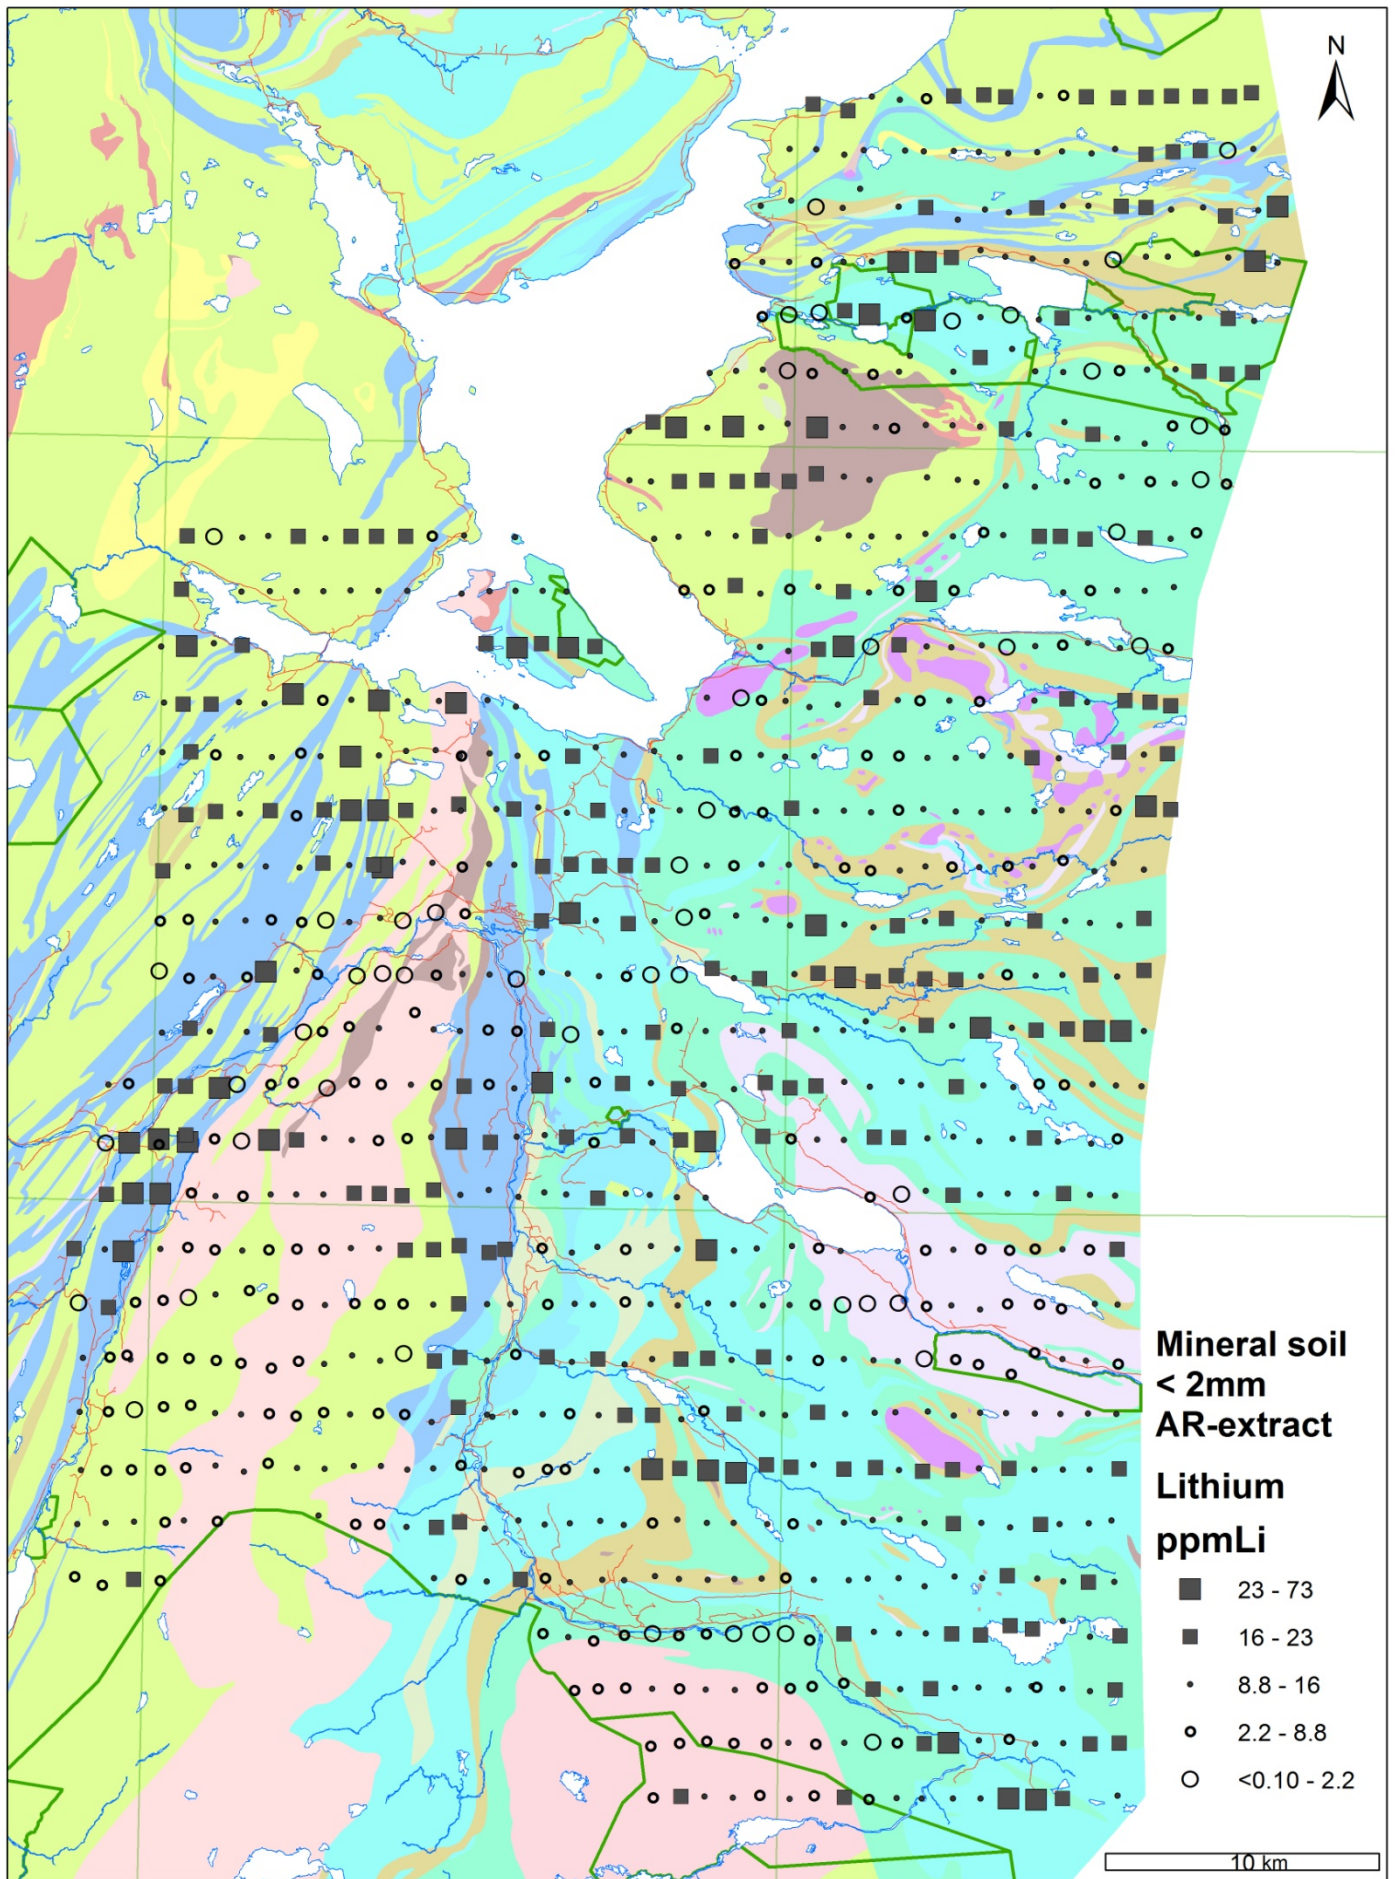 N
Mineral soil
< 2mm
AR-extract
Lithium
ppmLi
23 - 73
16 - 23
8.8 - 16
2.2 - 8.8
<0.10 - 2.2
10 km